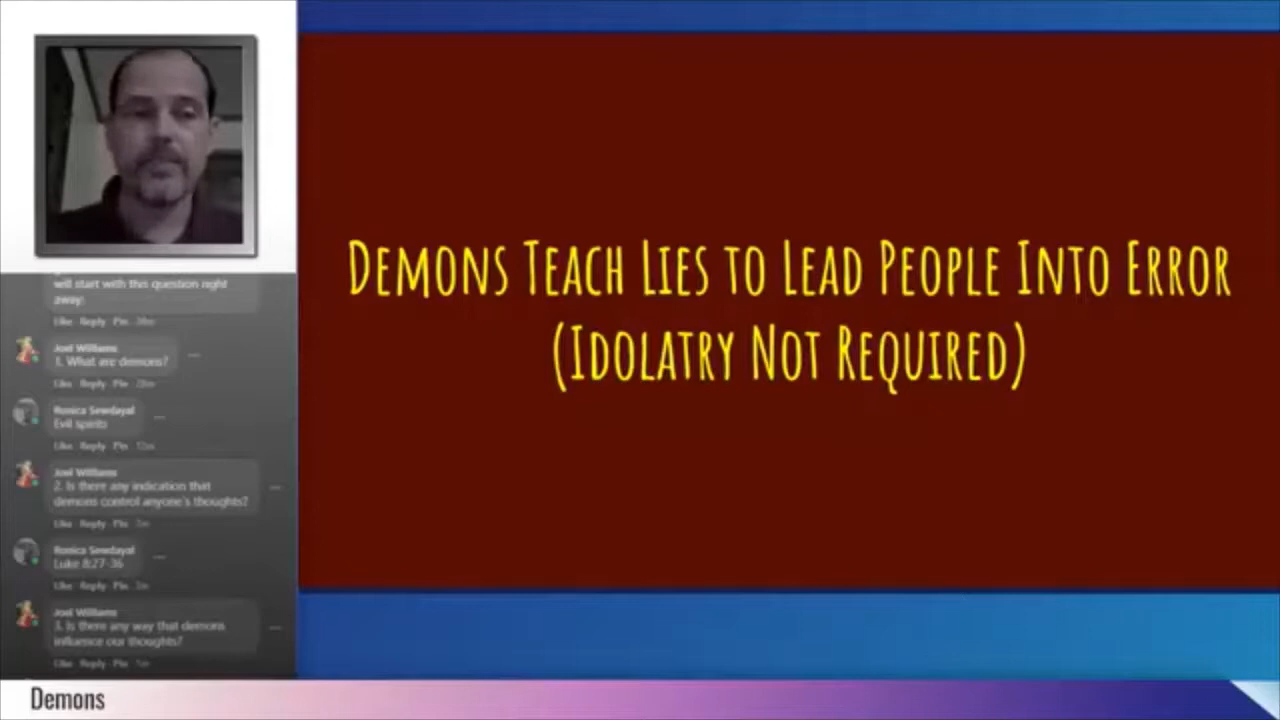 will start with this question right
away:
Like Reply Pin 28m
Joel Williams
1. What are demons?
Like Reply Pin
Ronica Sewdayal
Evil spirits
Like Reply Pin 12m
Joel Williams
2. Is there any indication that
demons control anyone's thoughts?
Like Reply Pin
Ronica Sewdayal
Luke 8:27-36
Like Reply Pin
Joel Williams
3. Is there any way that demons
influence our thoughts?
Like Reply Pin
DEMONS TEACH LIES TO LEAD PEOPLE INTO ERROR
(IDOLATRY NOT REQUIRED)
Demons